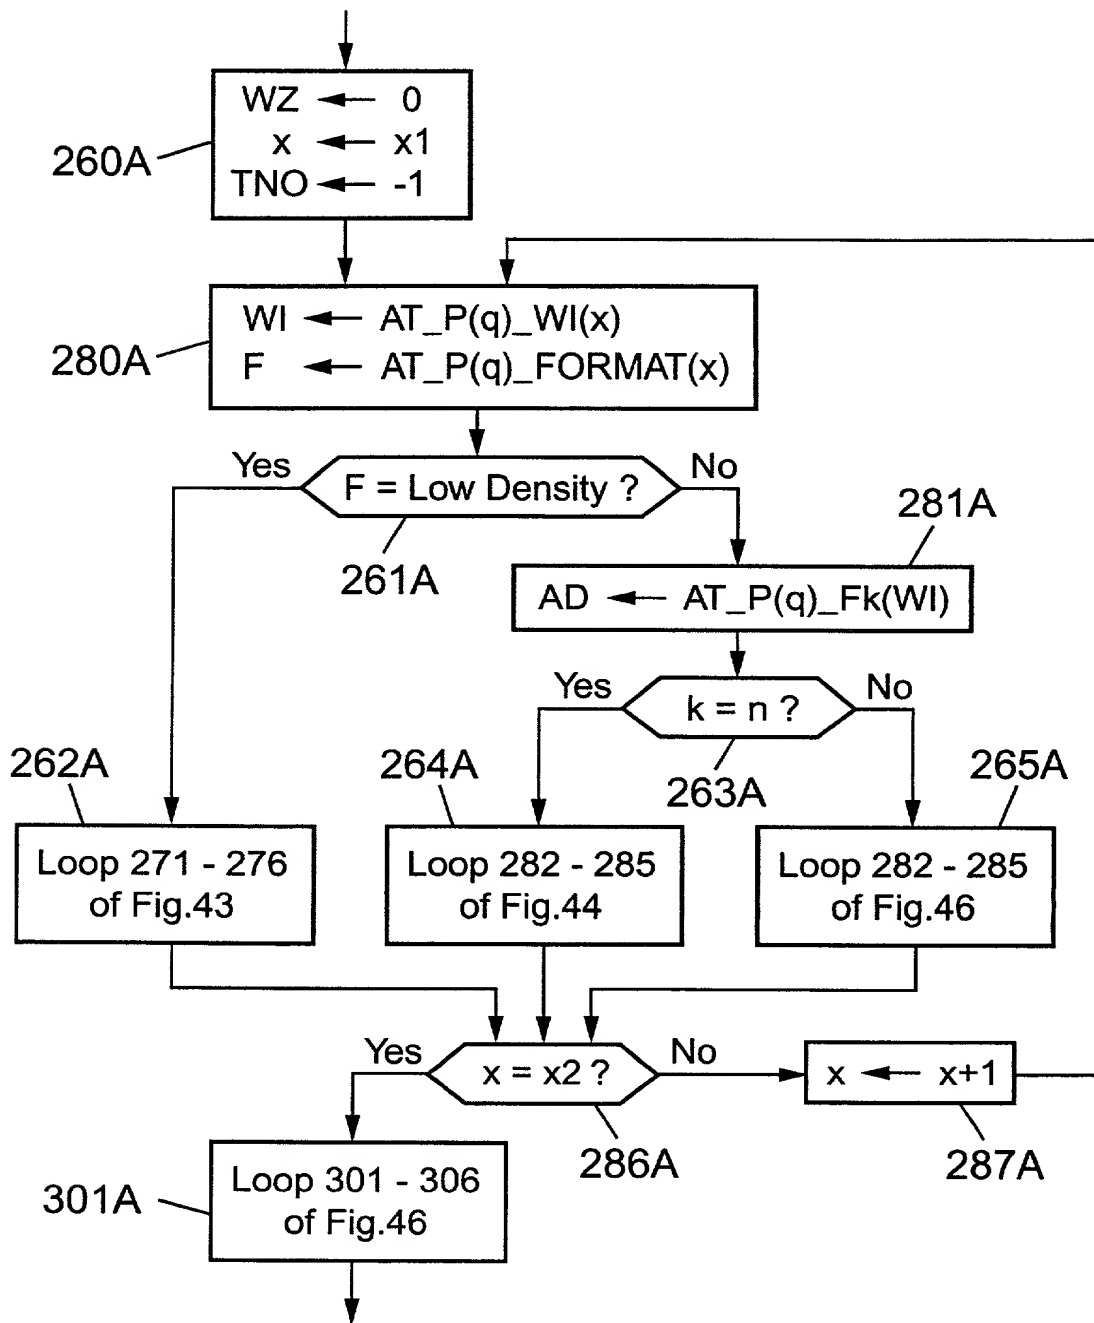 WZ ← 0
x ← x1
TNO ← -1
260A
WI ← AT_P(q)_WI(x)
F ← AT_P(q)_FORMAT(x)
280A
Yes
F = Low Density ?
No
261A
281A
AD ← AT_P(q)_Fk(WI)
Yes
k = n ?
No
263A
262A
264A
265A
Loop 271 - 276
of Fig.43
Loop 282 - 285
of Fig.44
Loop 282 - 285
of Fig.46
Yes
x = x2 ?
No
x ← x+1
286A
287A
301A
Loop 301 - 306
of Fig.46